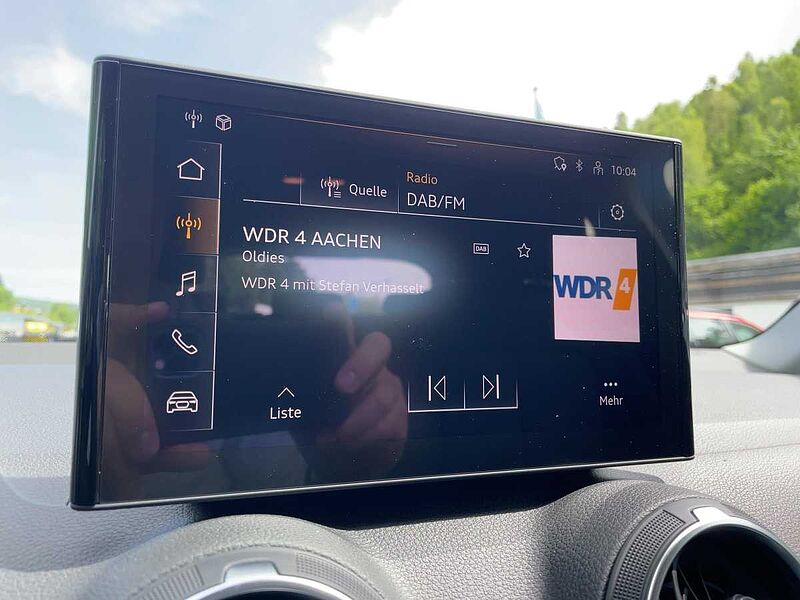 10:04
Quelle
Radio
DAB/FM
WDR 4 AACHEN
DAB
Oldies
WDR 4 mit Stefan Verhasselt
WDR 4
Liste
Mehr